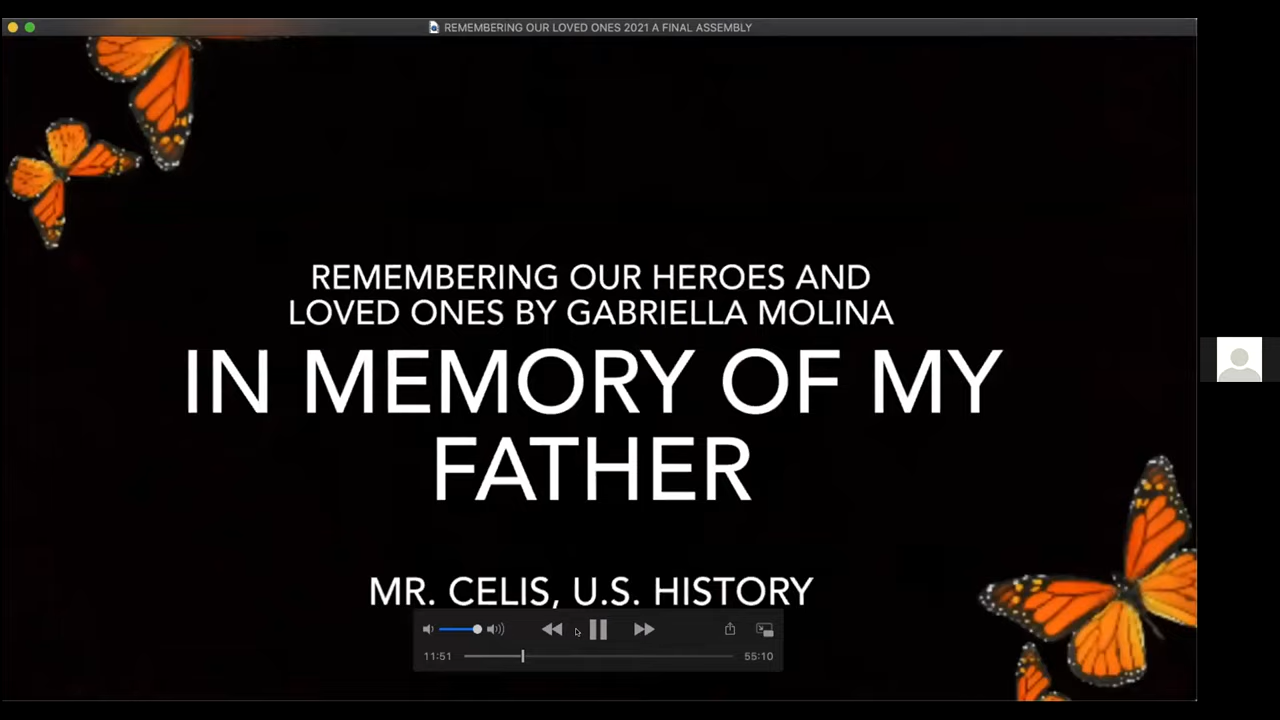 REMEMBERING OUR LOVED ONES 2021 A FINAL ASSEMBLY
REMEMBERING OUR HEROES AND
LOVED ONES BY GABRIELLA MOLINA
IN MEMORY OF MY
FATHER
MR. CELIS, U.S. HISTORY
11:51
55:10